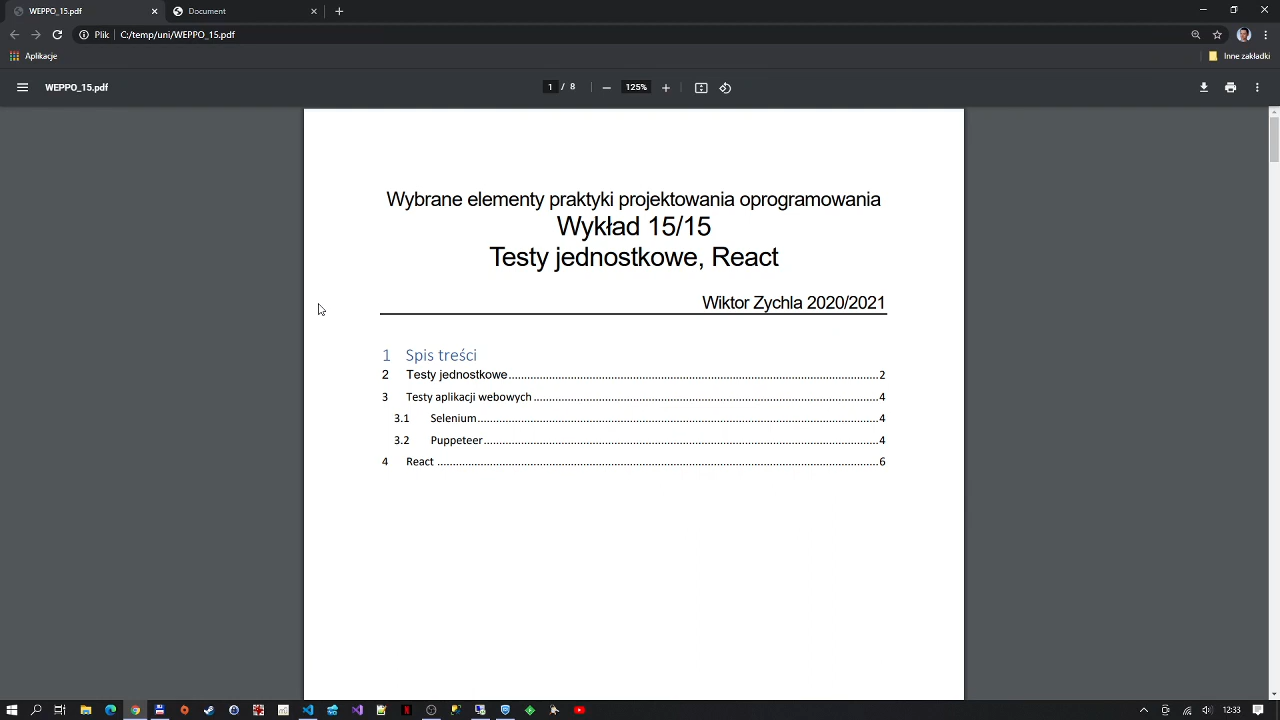 WEPPO_15.pdf
Document
Plik
C:/temp/uni/WEPPO_15.pdf
Aplikacje
Inne zakładki
WEPPO_15.pdf
1 / 8
125%
Wybrane elementy praktyki projektowania oprogramowania
Wykład 15/15
Testy jednostkowe, React
Wiktor Zychla 2020/2021
1 Spis treści
2 Testy jednostkowe 2
3 Testy aplikacji webowych 4
3.1 Selenium 4
3.2 Puppeteer 4
4 React 6
12:33